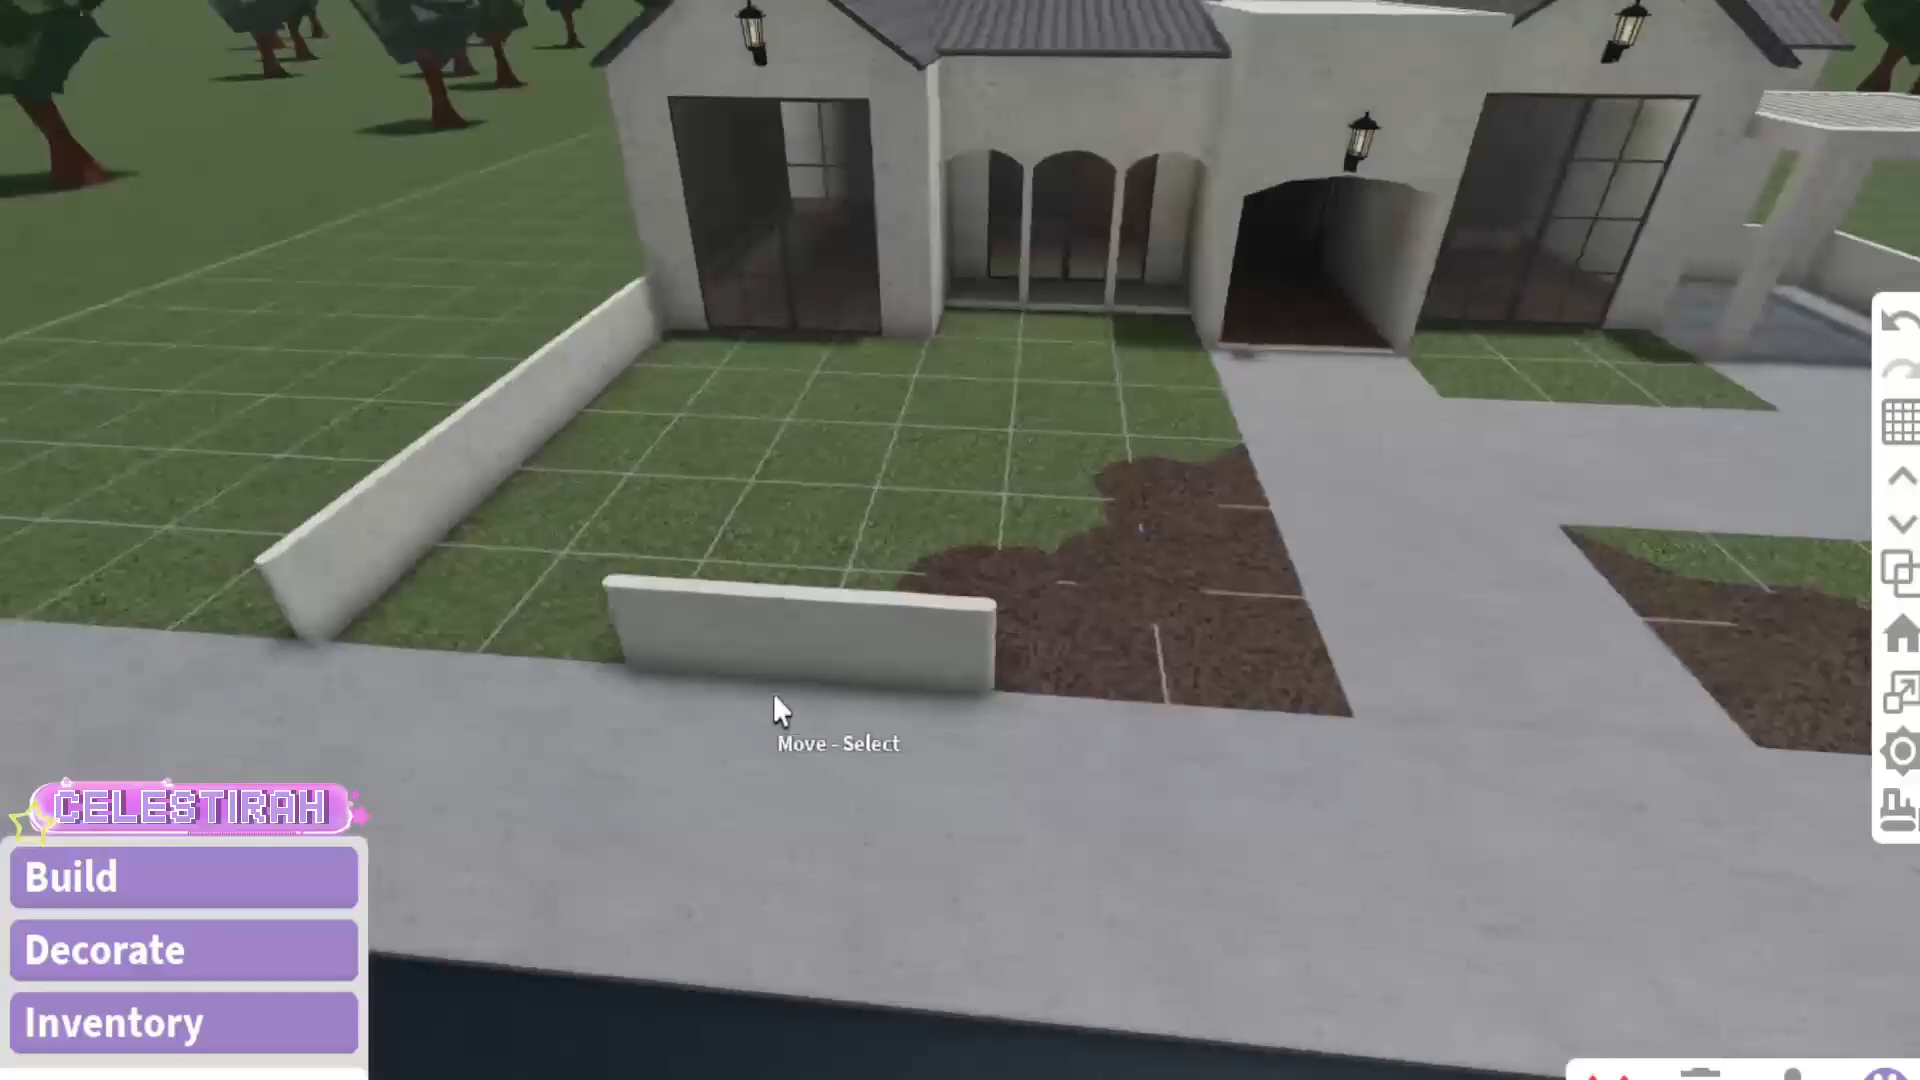 Move - Select
CELESTIRAH
Build
Decorate
Inventory